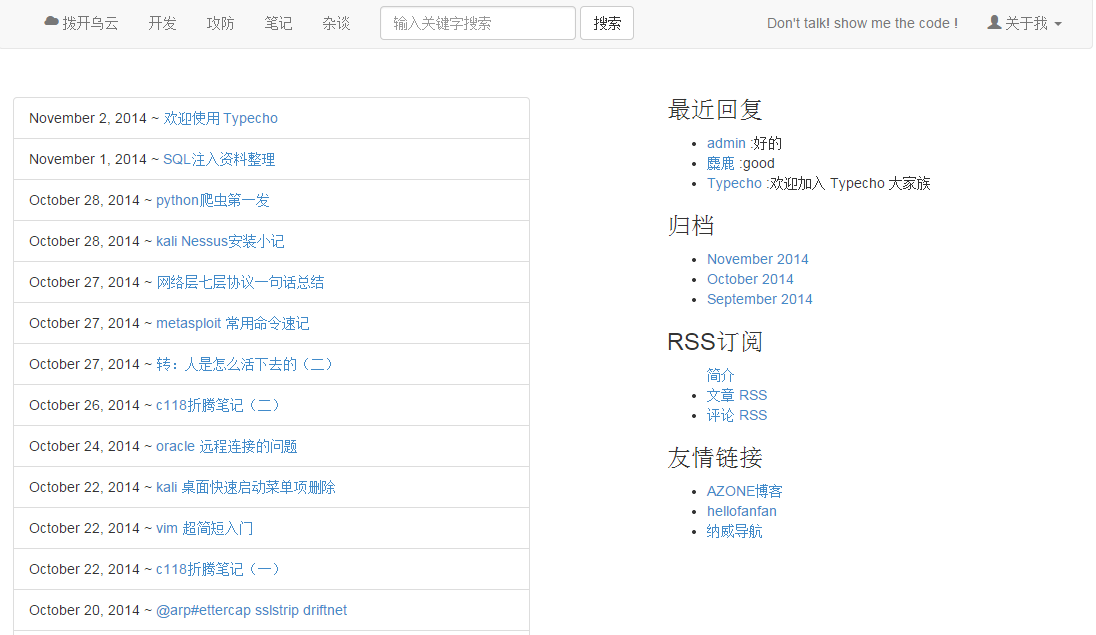 拨开乌云 开发 攻防 笔记 杂谈 输入关键字搜索 搜索 Don't talk! show me the code ! 关于我
November 2, 2014 ~ 欢迎使用 Typecho
November 1, 2014 ~ SQL注入资料整理
October 28, 2014 ~ python爬虫第一发
October 28, 2014 ~ kali Nessus安装小记
October 27, 2014 ~ 网络层七层协议一句话总结
October 27, 2014 ~ metasploit 常用命令速记
October 27, 2014 ~ 转：人是怎么活下去的（二）
October 26, 2014 ~ c118折腾笔记（二）
October 24, 2014 ~ oracle 远程连接的问题
October 22, 2014 ~ kali 桌面快速启动菜单项删除
October 22, 2014 ~ vim 超简短入门
October 22, 2014 ~ c118折腾笔记（一）
October 20, 2014 ~ @arp#ettercap sslstrip driftnet
最近回复
admin :好的
麋鹿 :good
Typecho :欢迎加入 Typecho 大家族
归档
November 2014
October 2014
September 2014
RSS订阅
简介
文章 RSS
评论 RSS
友情链接
AZONE博客
hellofanfan
纳威导航